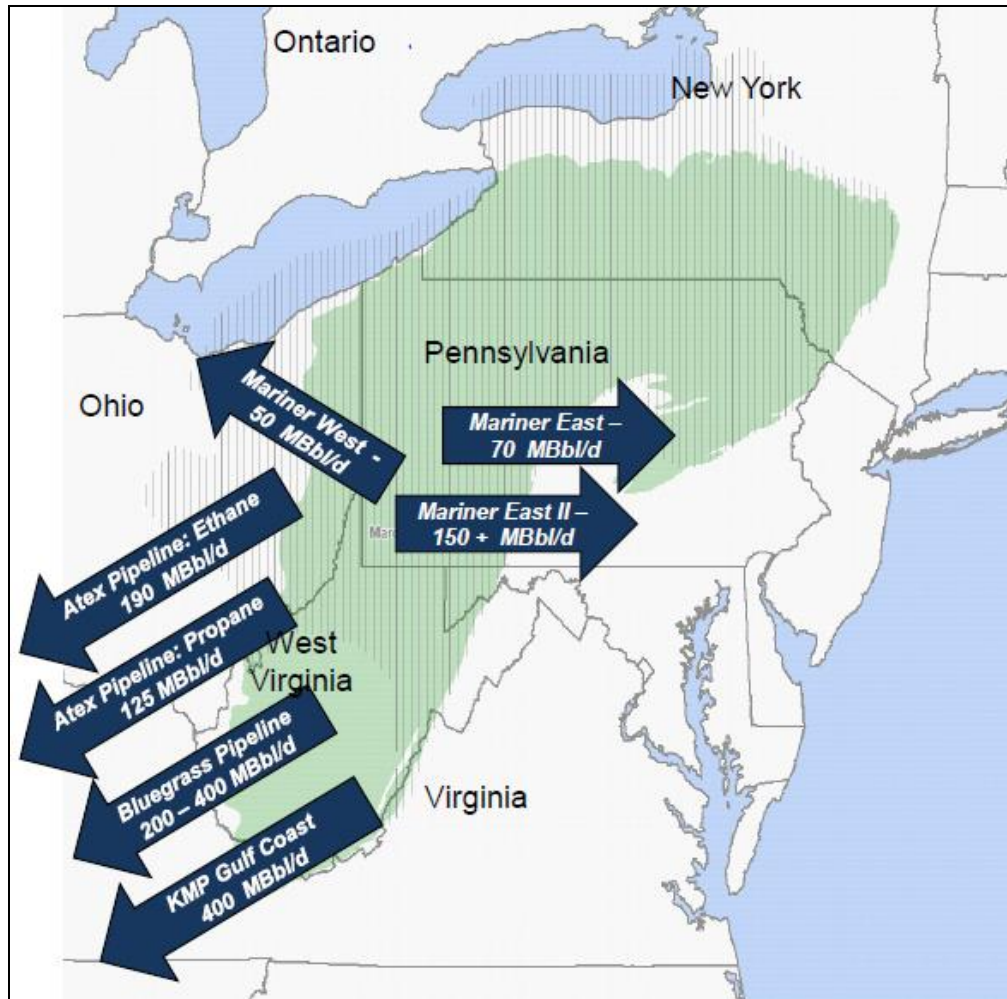 Ontario
New York
Pennsylvania
Ohio
Mariner West -
50 MBbl/d
Mariner East –
70 MBbl/d
Mariner East II –
150 + MBbl/d
Atex Pipeline: Ethane
190 MBbl/d
Atex Pipeline: Propane
125 MBbl/d
West
Virginia
Bluegrass Pipeline
200 – 400 MBbl/d
Virginia
KMP Gulf Coast
400 MBbl/d